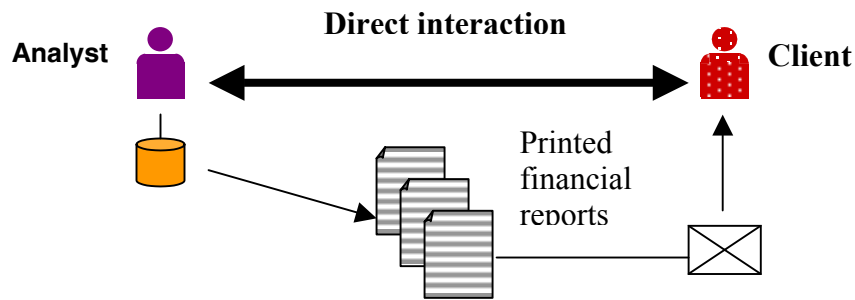 Direct interaction
Analyst
Client
Printed
financial
reports